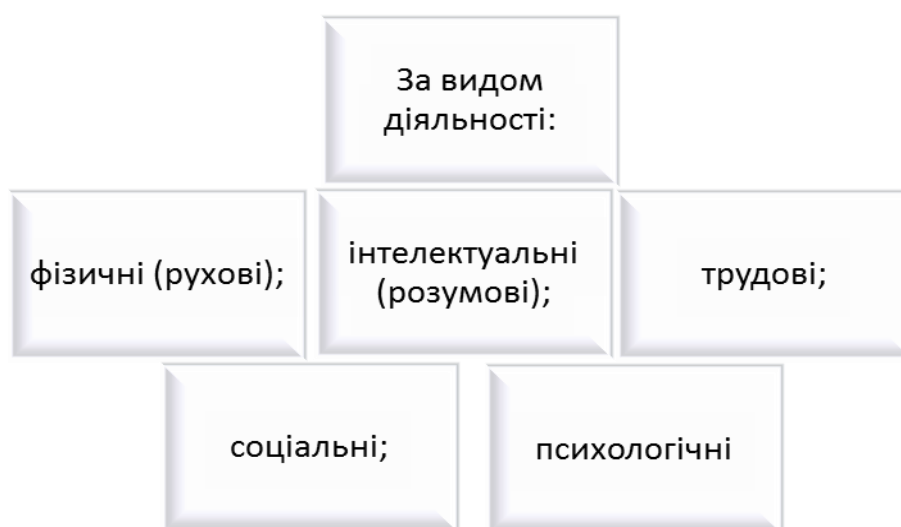 За видом
діяльності:
фізичні (рухові);
інтелектуальні
(розумові);
трудові;
соціальні;
психологічні